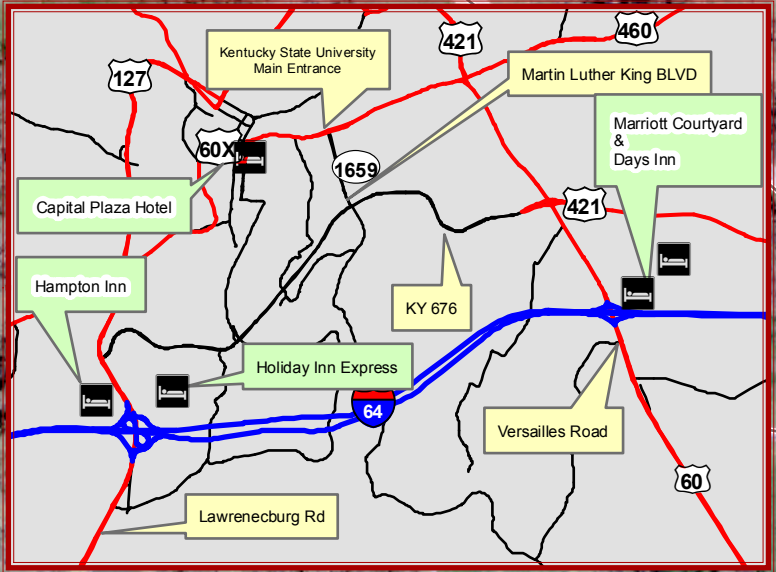 421
460
Kentucky State University
Main Entrance
127
Martin Luther King BLVD
Marriott Courtyard
&
Days Inn
60X
1659
Capital Plaza Hotel
421
Hampton Inn
KY 676
Holiday Inn Express
64
Versailles Road
60
Lawrenecburg Rd